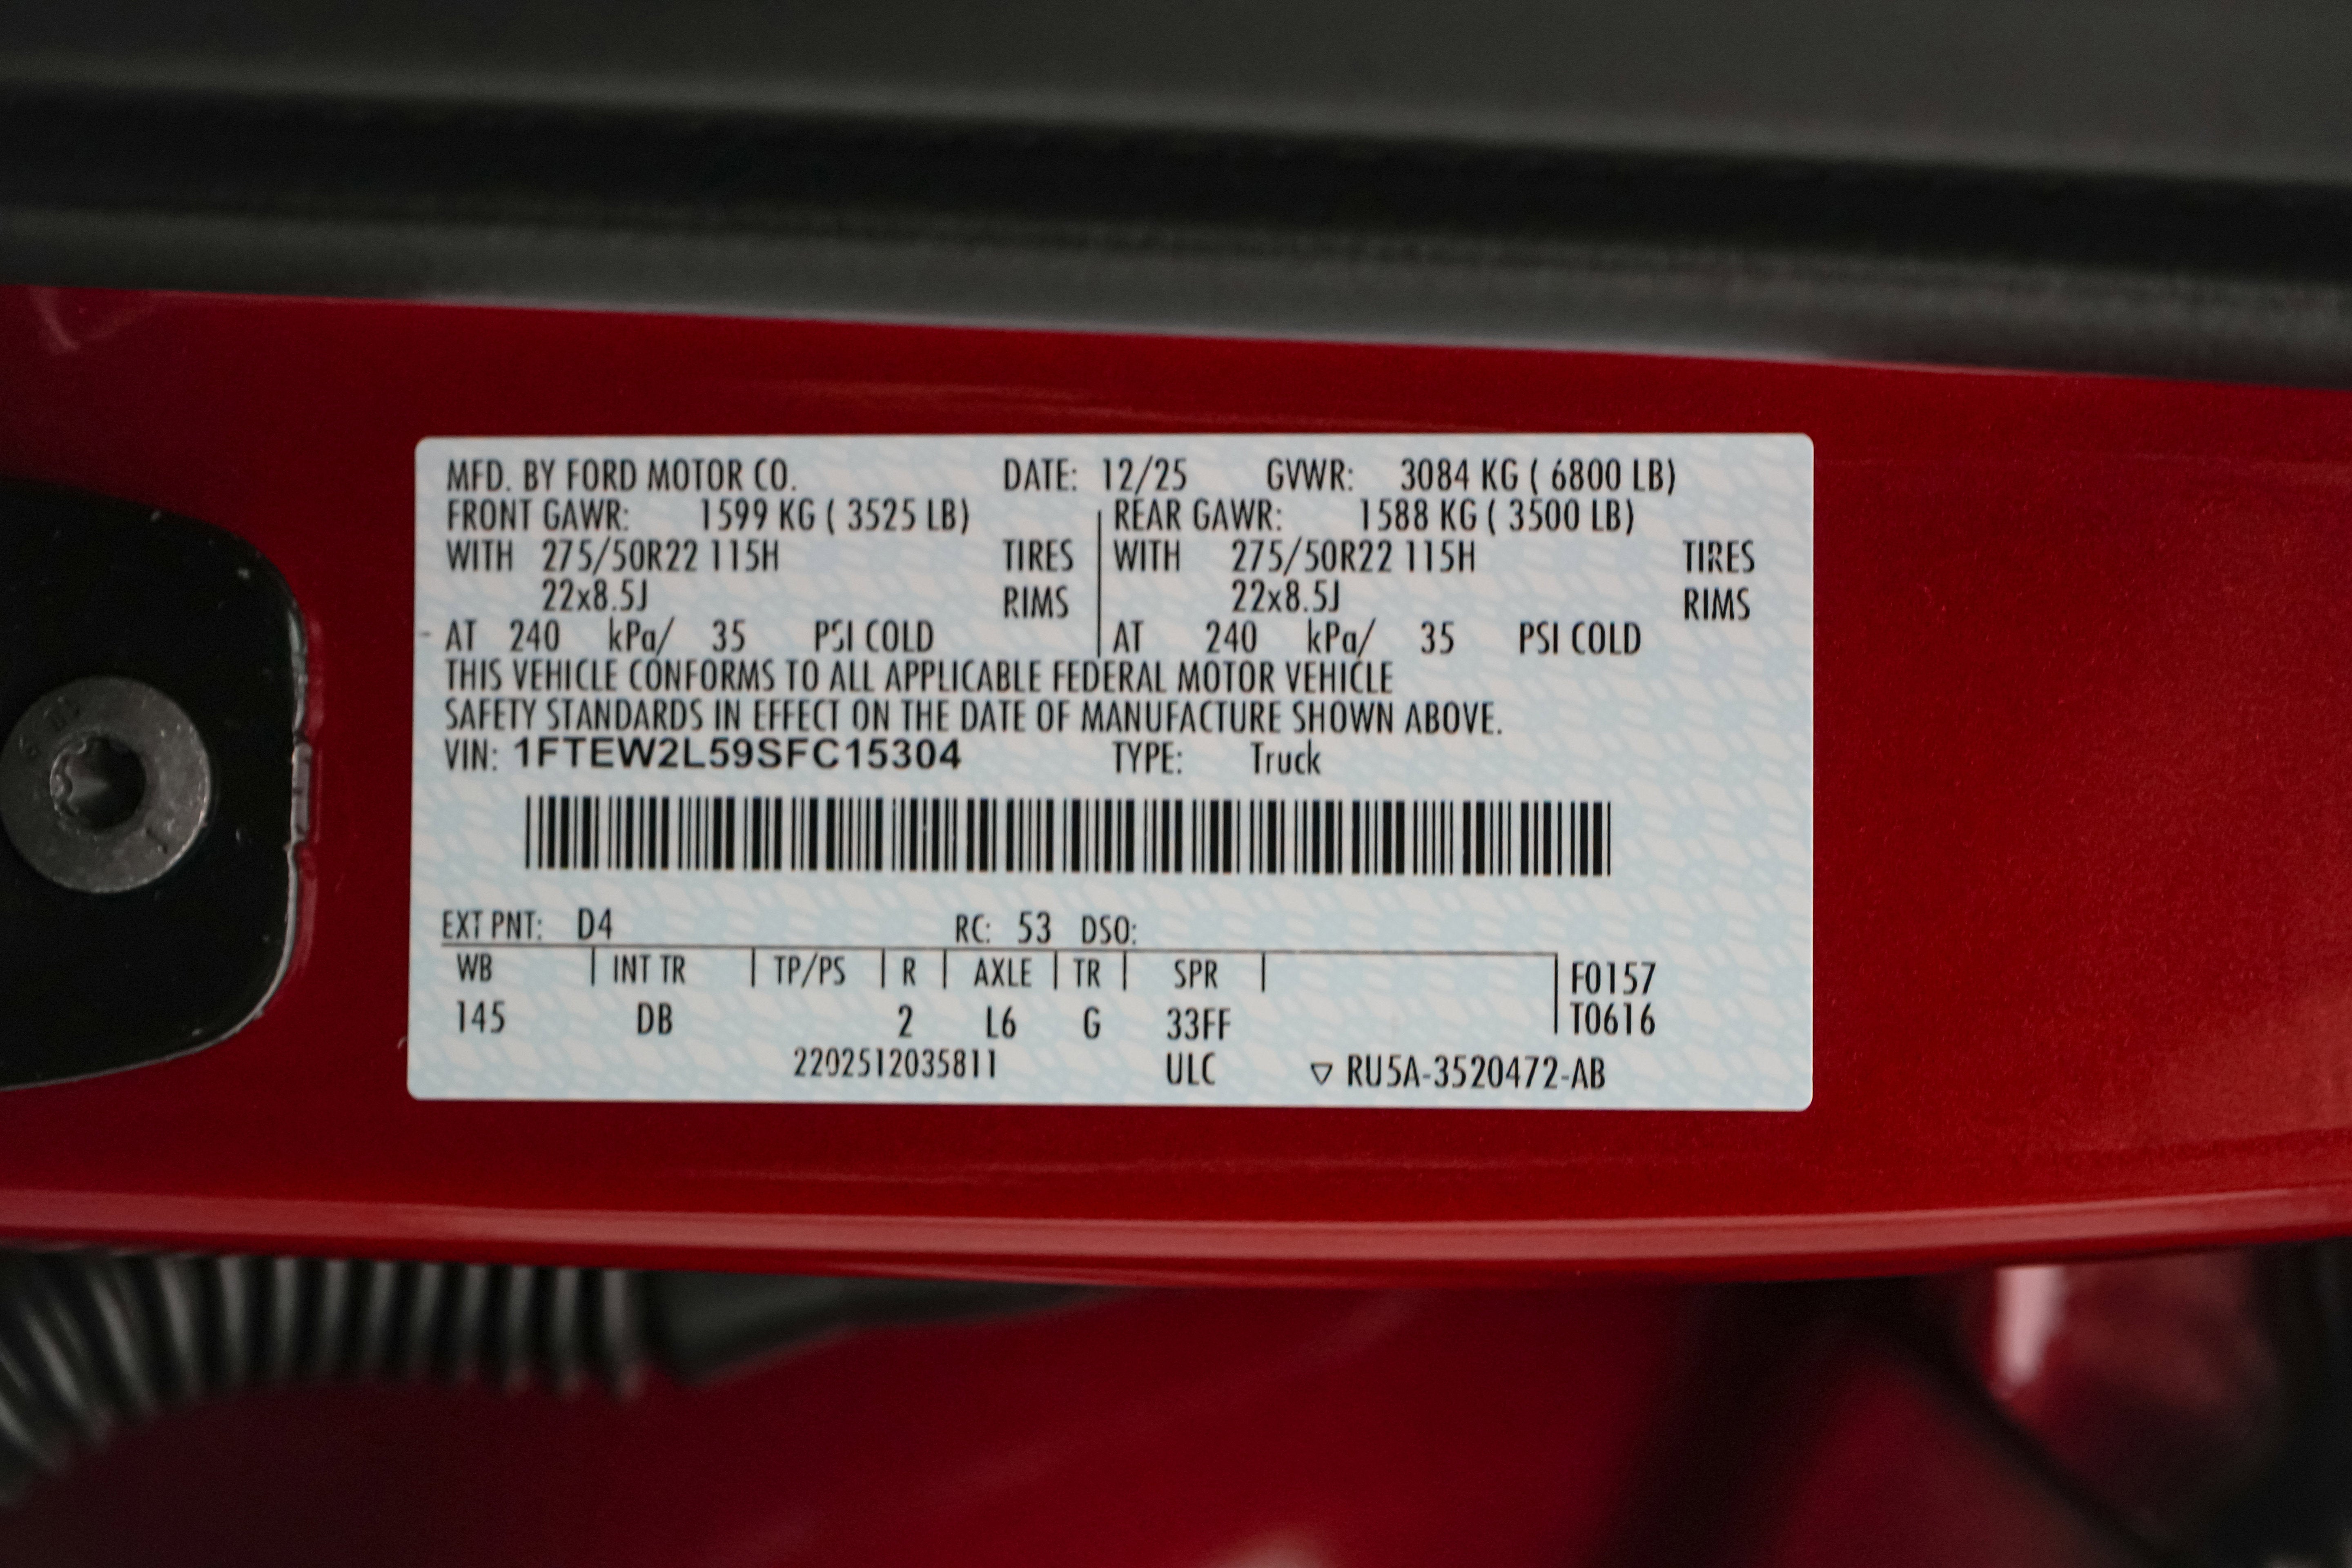 MFD. BY FORD MOTOR CO. DATE: 12/25 GVWR: 3084 KG ( 6800 LB)
FRONT GAWR: 1599 KG ( 3525 LB) REAR GAWR: 1588 KG ( 3500 LB)
WITH 275/50R22 115H TIRES WITH 275/50R22 115H TIRES
22x8.5J RIMS 22x8.5J RIMS
AT 240 kPa/ 35 PSI COLD AT 240 kPa/ 35 PSI COLD
THIS VEHICLE CONFORMS TO ALL APPLICABLE FEDERAL MOTOR VEHICLE
SAFETY STANDARDS IN EFFECT ON THE DATE OF MANUFACTURE SHOWN ABOVE.
VIN: 1FTEW2L59SFC15304 TYPE: Truck
EXT PNT: D4 RC: 53 DSO:
WB INT TR TP/PS R AXLE TR SPR F0157
145 DB 2 L6 G 33FF T0616
2202512035811 ULC ▽ RU5A-3520472-AB